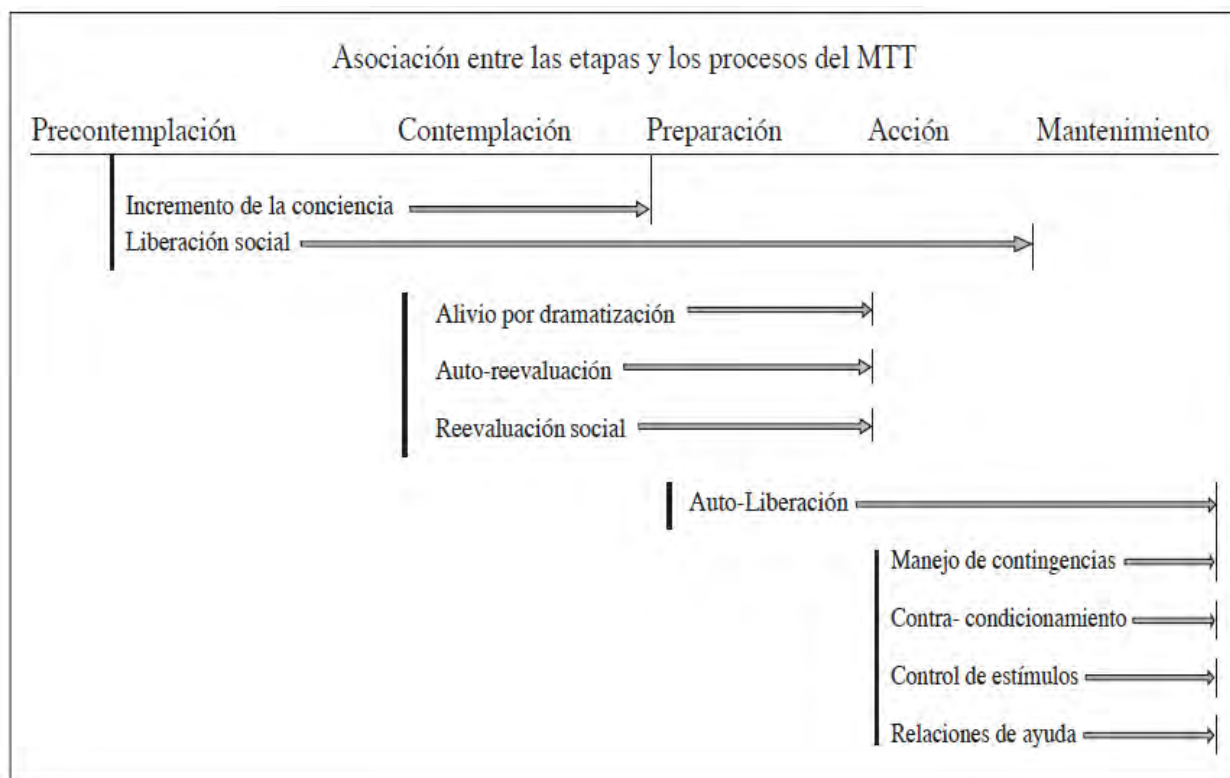 Asociación entre las etapas y los procesos del MTT
Precontemplación Contemplación Preparación Acción Mantenimiento
Incremento de la conciencia
Liberación social
Alivio por dramatización
Auto-reevaluación
Reevaluación social
Auto-Liberación
Manejo de contingencias
Contra- condicionamiento
Control de estímulos
Relaciones de ayuda